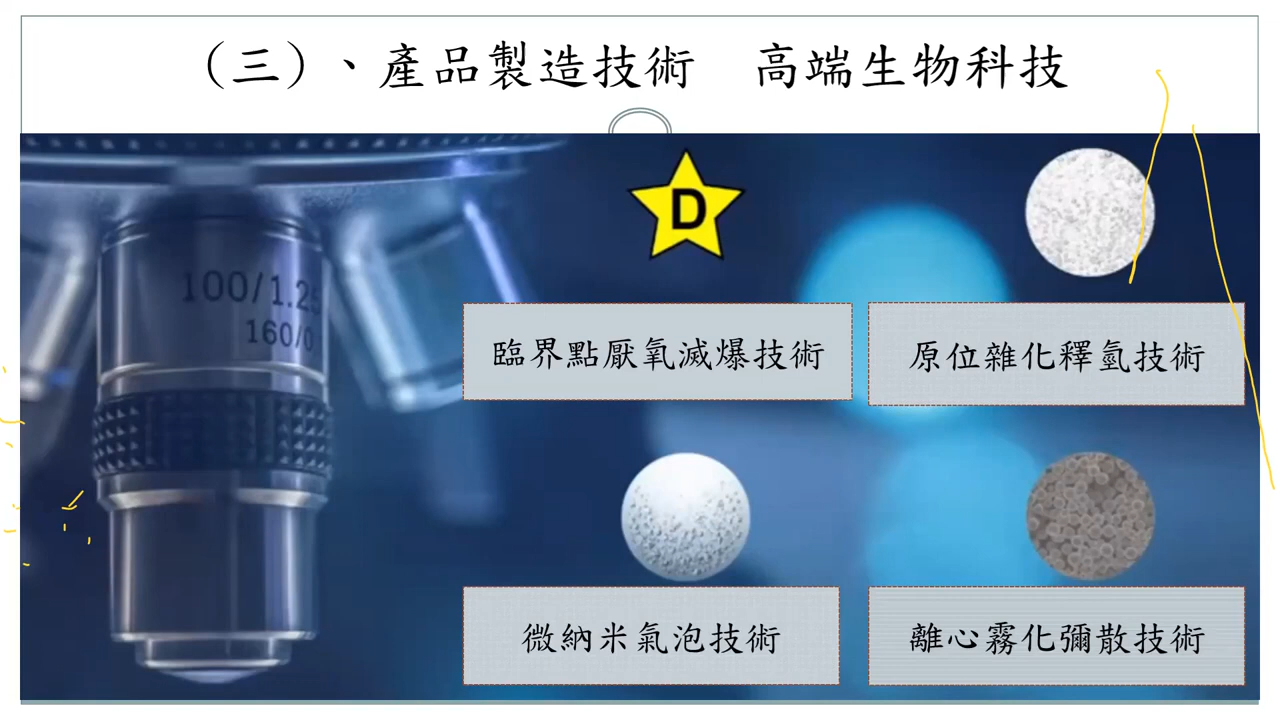 （三）、產品製造技術　高端生物科技
D
100/1.25
160/0
臨界點厭氧滅爆技術
原位雜化釋氫技術
微納米氣泡技術
離心霧化彌散技術